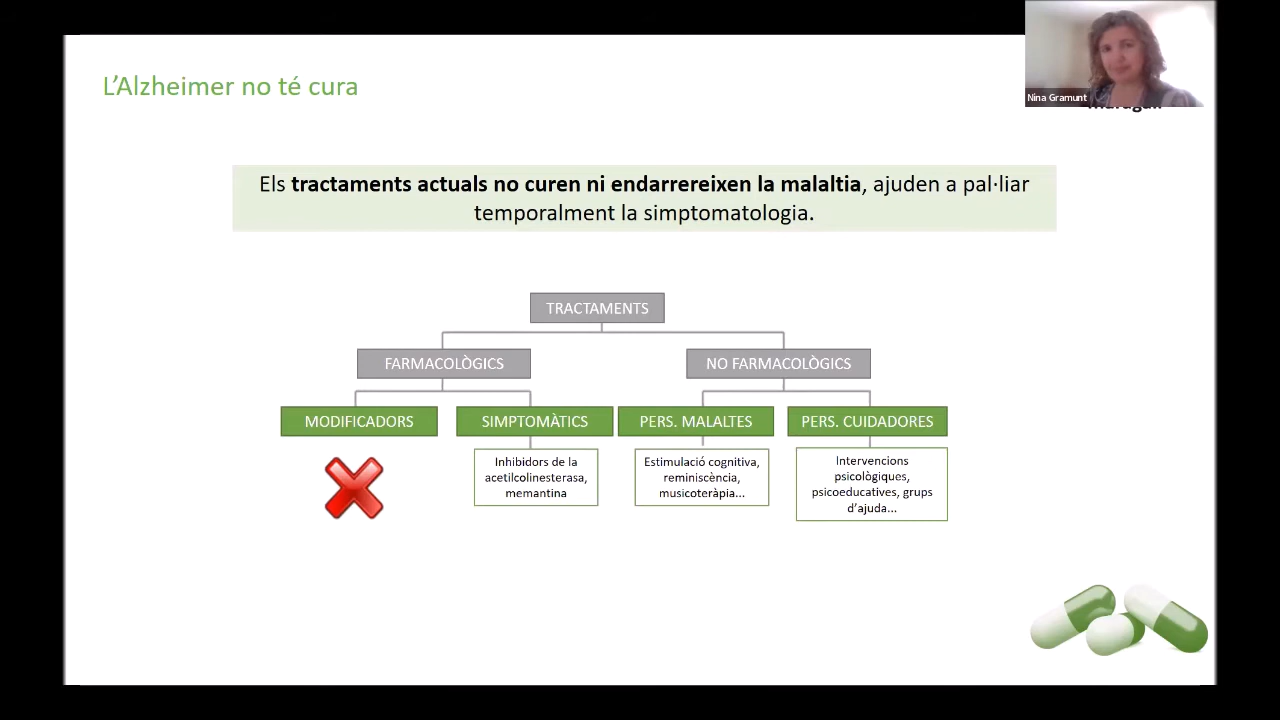 L'Alzheimer no té cura
Nina Gramunt
Els tractaments actuals no curen ni endarrereixen la malaltia, ajuden a pal·liar
temporalment la simptomatologia.
TRACTAMENTS
FARMACOLÒGICS
NO FARMACOLÒGICS
MODIFICADORS
SIMPTOMÀTICS
PERS. MALALTES
PERS. CUIDADORES
Inhibidors de la
acetilcolinesterasa,
memantina
Estimulació cognitiva,
reminiscència,
musicoteràpia...
Intervencions
psicològiques,
psicoeducatives, grups
d'ajuda...